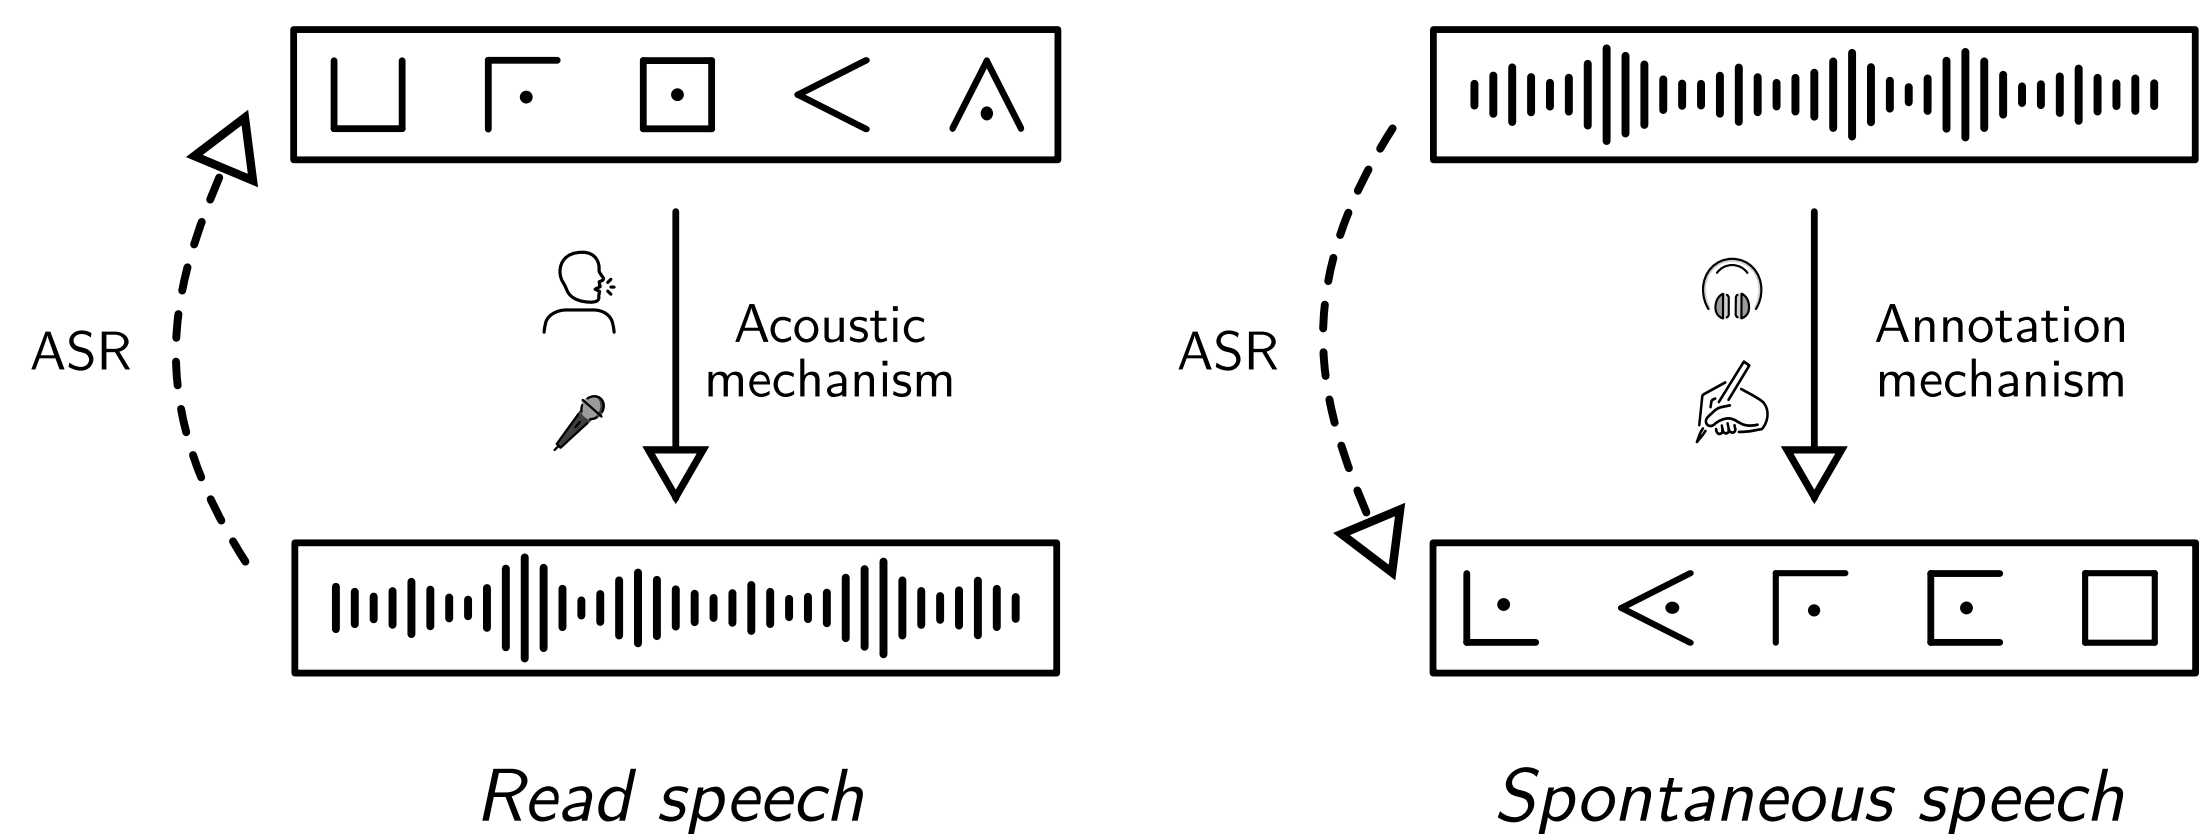 ASR
Acoustic
mechanism
Read speech
ASR
Annotation
mechanism
Spontaneous speech